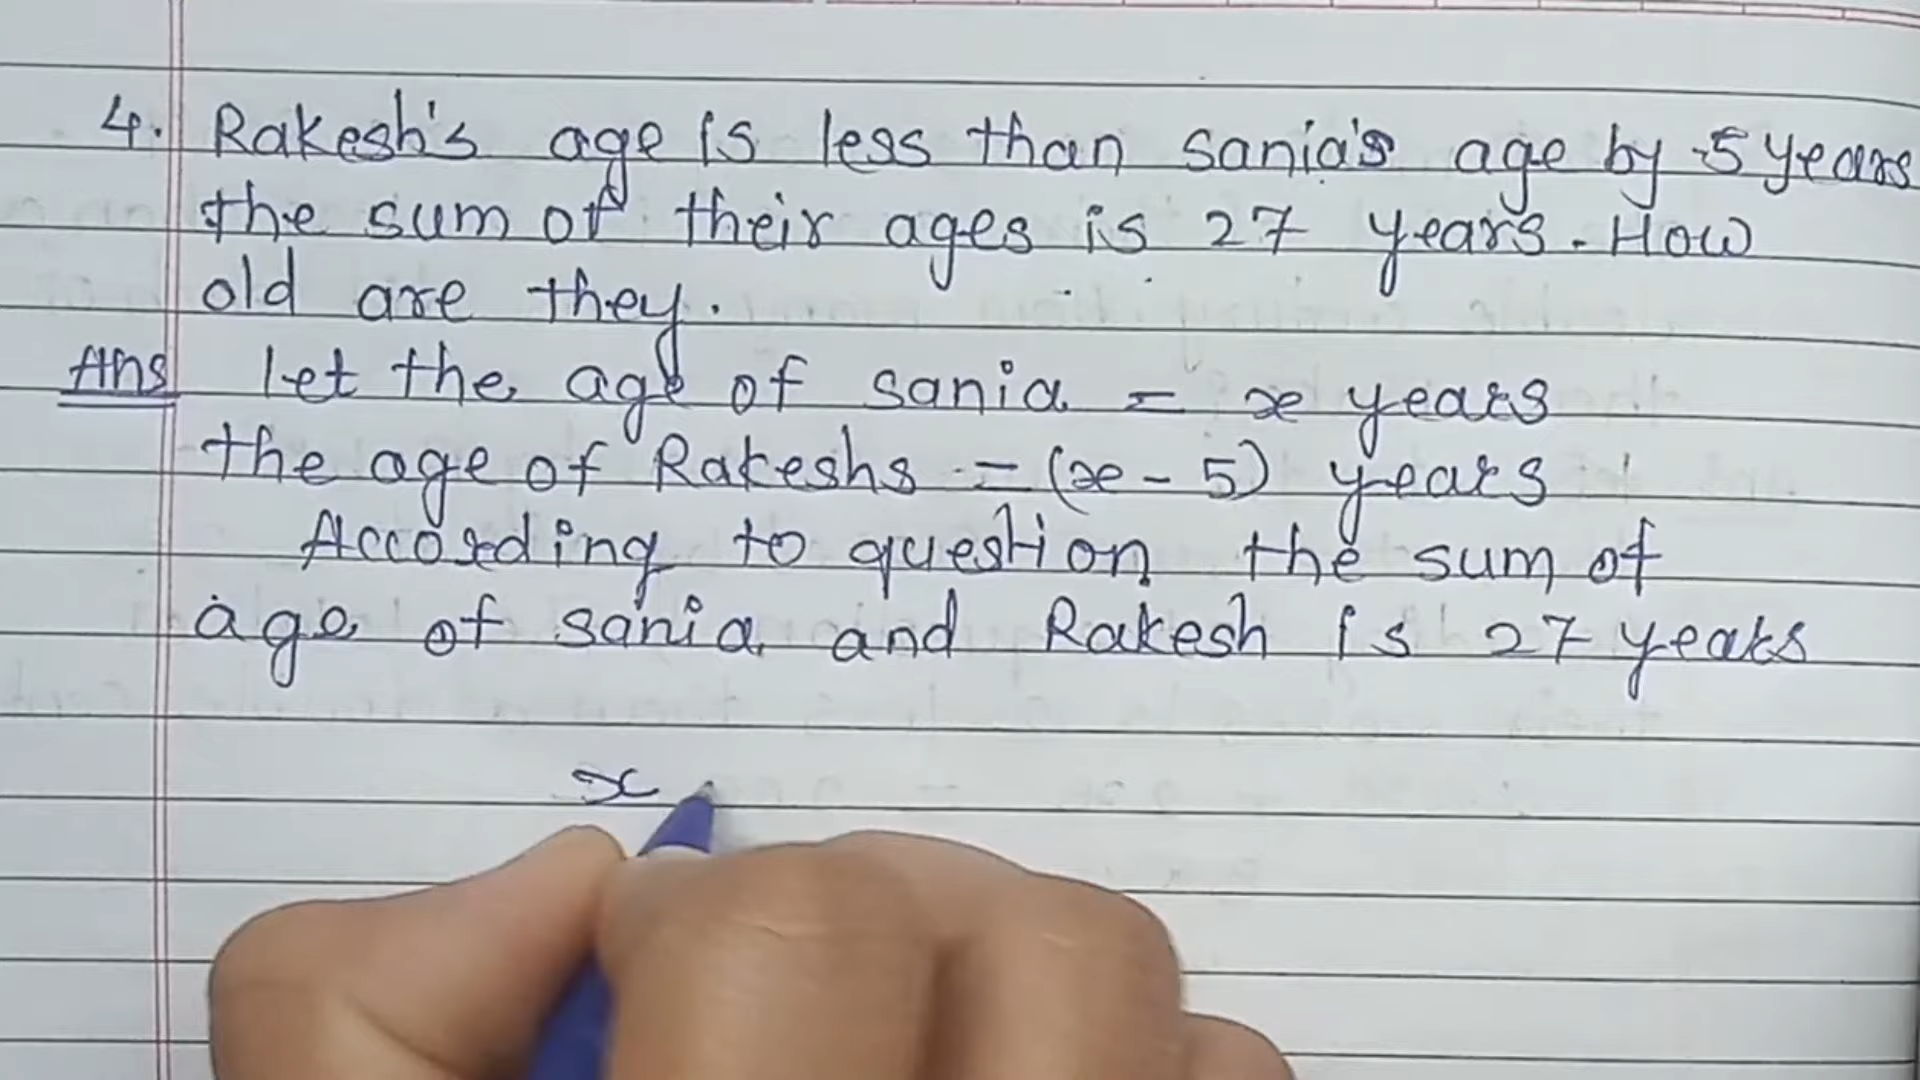 4. Rakesh's age is less than sania's age by 5 years
the sum of their ages is 27 years. How
old are they.
Ans let the age of sania = x years
the age of Rakeshs = (x - 5) years
According to question the sum of
age of sania and Rakesh is 27 years
x